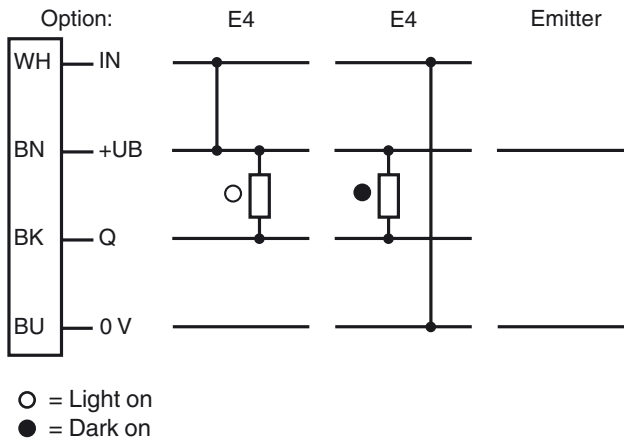 Option: E4 E4 Emitter
WH IN
BN +UB
BK Q
BU 0 V
= Light on
= Dark on